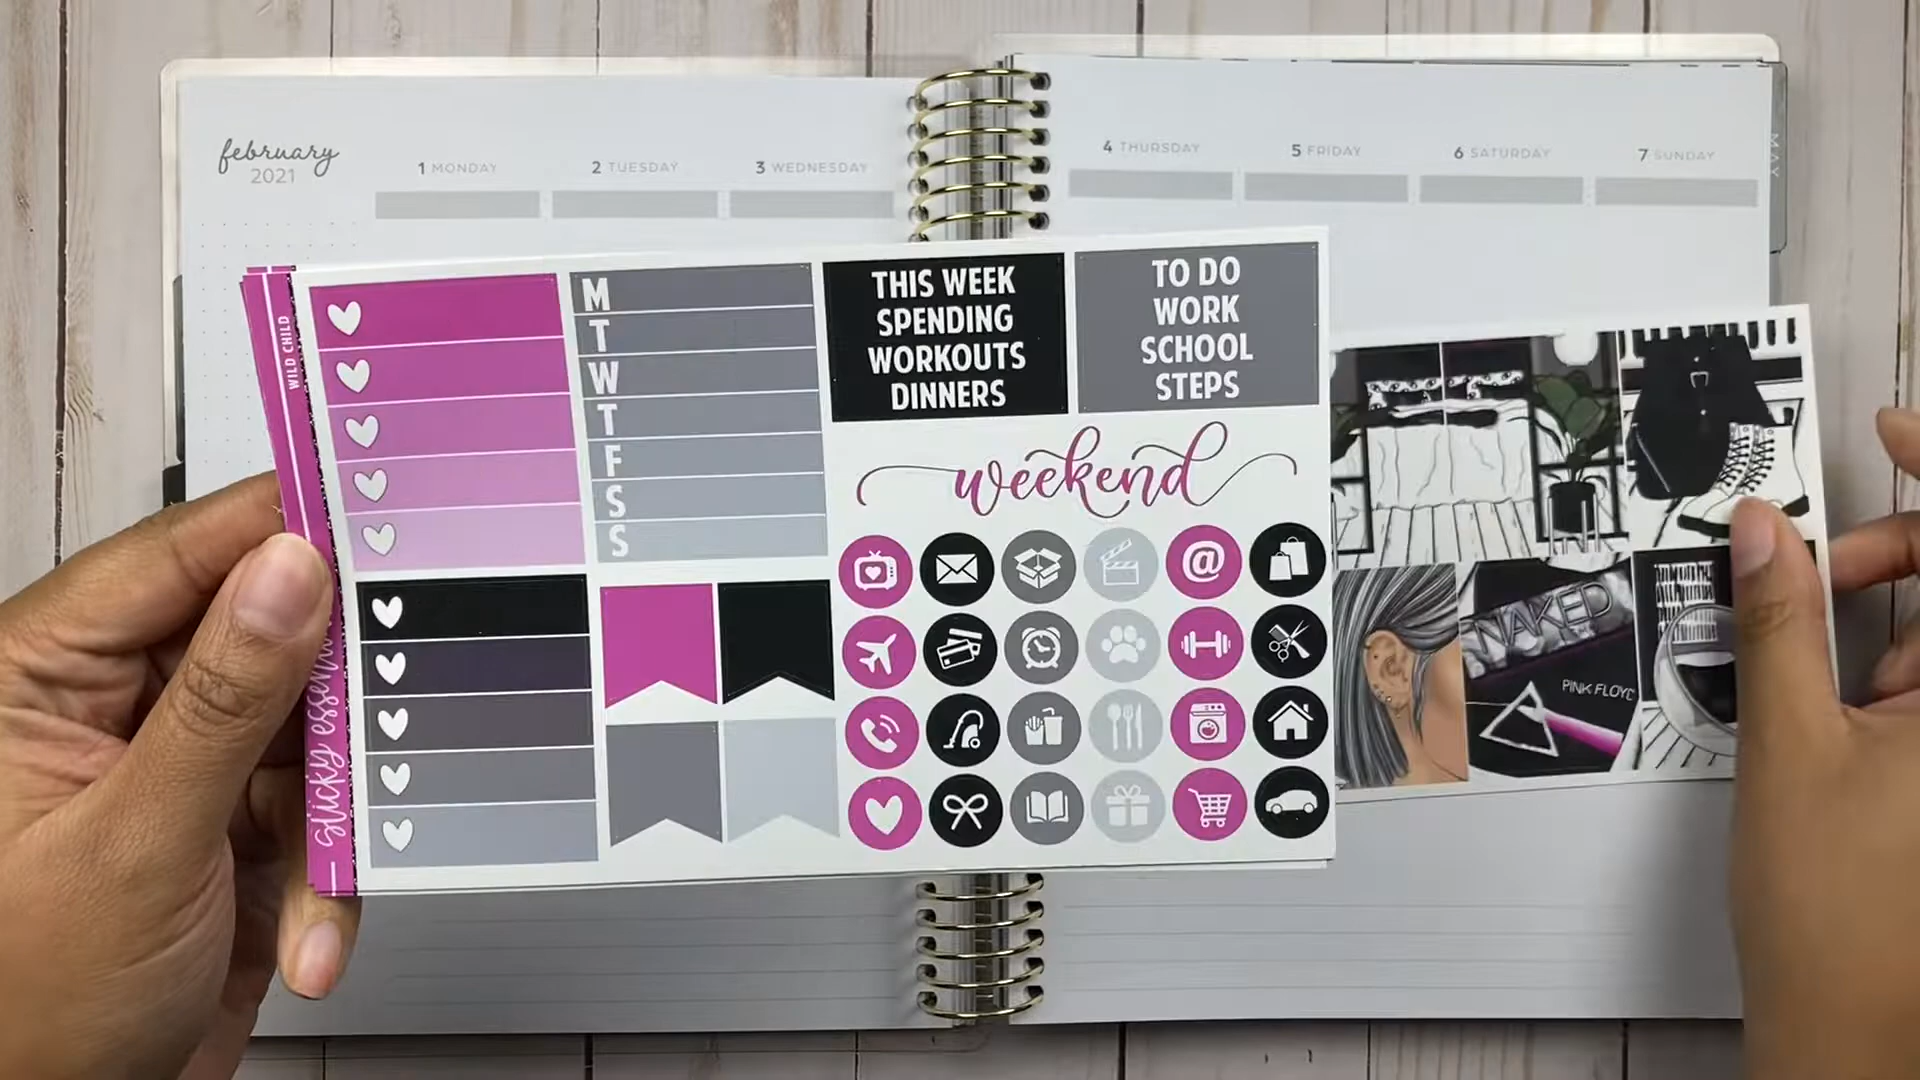 february
2021
1 MONDAY
2 TUESDAY
3 WEDNESDAY
4 THURSDAY
5 FRIDAY
6 SATURDAY
7 SUNDAY
MAY
WILD CHILD
sticky
M
T
W
T
F
S
S
THIS WEEK
SPENDING
WORKOUTS
DINNERS
TO DO
WORK
SCHOOL
STEPS
weekend
@
NAKED
PINK FLOYD